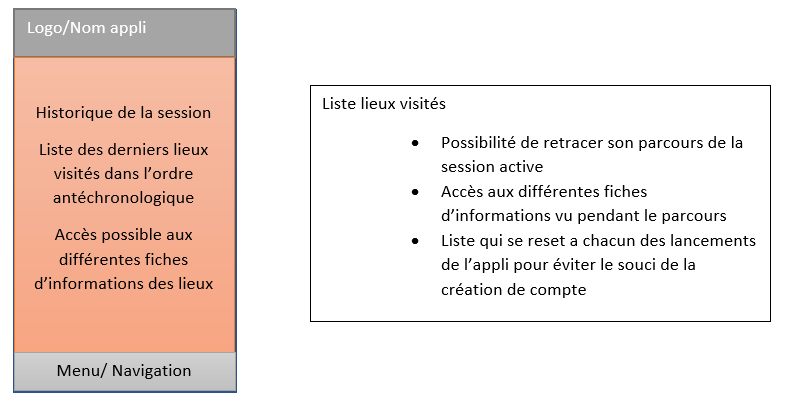 Logo/Nom appli
Historique de la session
Liste des derniers lieux
visités dans l'ordre
antéchronologique
Accès possible aux
différentes fiches
d'informations des lieux
Menu/ Navigation
Liste lieux visités
• Possibilité de retracer son parcours de la
session active
• Accès aux différentes fiches
d'informations vu pendant le parcours
• Liste qui se reset a chacun des lancements
de l'appli pour éviter le souci de la
création de compte